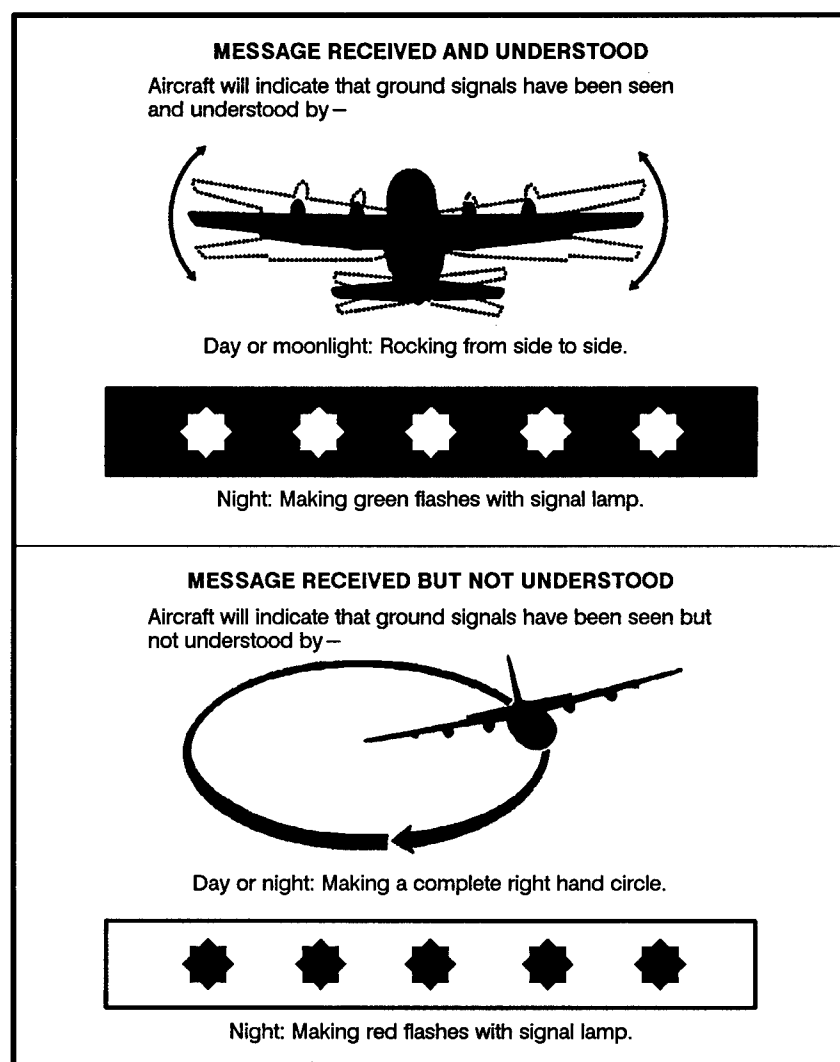 MESSAGE RECEIVED AND UNDERSTOOD
Aircraft will indicate that ground signals have been seen
and understood by—
Day or moonlight: Rocking from side to side.
Night: Making green flashes with signal lamp.
MESSAGE RECEIVED BUT NOT UNDERSTOOD
Aircraft will indicate that ground signals have been seen but
not understood by—
Day or night: Making a complete right hand circle.
Night: Making red flashes with signal lamp.